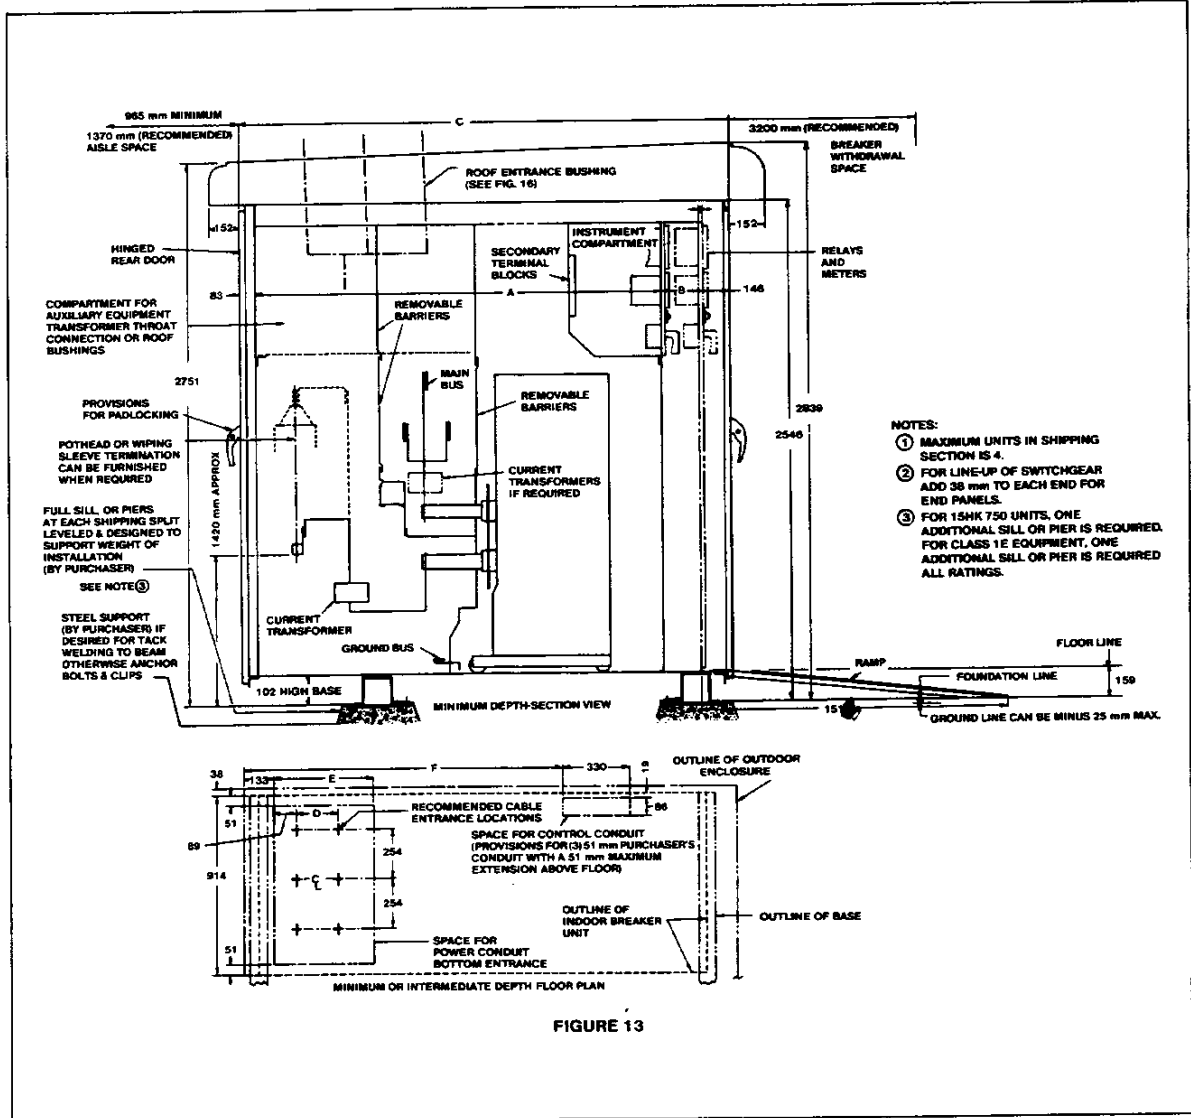 965 mm MINIMUM
1370 mm (RECOMMENDED)
AISLE SPACE
C
3200 mm (RECOMMENDED)
BREAKER
WITHDRAWAL
SPACE
ROOF ENTRANCE BUSHING
(SEE FIG. 16)
152
152
HINGED
REAR DOOR
SECONDARY
TERMINAL
BLOCKS
INSTRUMENT
COMPARTMENT
RELAYS
AND
METERS
83
A
B
146
COMPARTMENT FOR
AUXILIARY EQUIPMENT
TRANSFORMER THROAT
CONNECTION OR ROOF
BUSHINGS
REMOVABLE
BARRIERS
2751
MAIN
BUS
REMOVABLE
BARRIERS
2546
PROVISIONS
FOR PADLOCKING
POTHEAD OR WIPING
SLEEVE TERMINATION
CAN BE FURNISHED
WHEN REQUIRED
1420 mm APPROX
CURRENT
TRANSFORMERS
IF REQUIRED
NOTES:
① MAXIMUM UNITS IN SHIPPING
SECTION IS 4.
② FOR LINE-UP OF SWITCHGEAR
ADD 38 mm TO EACH END FOR
END PANELS.
③ FOR 15HK 750 UNITS, ONE
ADDITIONAL SILL OR PIER IS REQUIRED.
FOR CLASS 1E EQUIPMENT, ONE
ADDITIONAL SILL OR PIER IS REQUIRED
ALL RATINGS.
FULL SILL, OR PIERS
AT EACH SHIPPING SPLIT
LEVELED & DESIGNED TO
SUPPORT WEIGHT OF
INSTALLATION
(BY PURCHASER)
SEE NOTE ③
STEEL SUPPORT
(BY PURCHASER) IF
DESIRED FOR TACK
WELDING TO BEAM
OTHERWISE ANCHOR
BOLTS & CLIPS
CURRENT
TRANSFORMER
GROUND BUS
102 HIGH BASE
MINIMUM DEPTH-SECTION VIEW
RAMP
FLOOR LINE
FOUNDATION LINE
159
GROUND LINE CAN BE MINUS 25 mm MAX.
38
133
E
F
330
19
OUTLINE OF OUTDOOR
ENCLOSURE
51
D
RECOMMENDED CABLE
ENTRANCE LOCATIONS
86
89
SPACE FOR CONTROL CONDUIT
(PROVISIONS FOR (3) 51 mm PURCHASER'S
CONDUIT WITH A 51 mm MAXIMUM
EXTENSION ABOVE FLOOR)
254
914
CL
254
OUTLINE OF
INDOOR BREAKER
UNIT
OUTLINE OF BASE
51
SPACE FOR
POWER CONDUIT
BOTTOM ENTRANCE
MINIMUM OR INTERMEDIATE DEPTH FLOOR PLAN
FIGURE 13